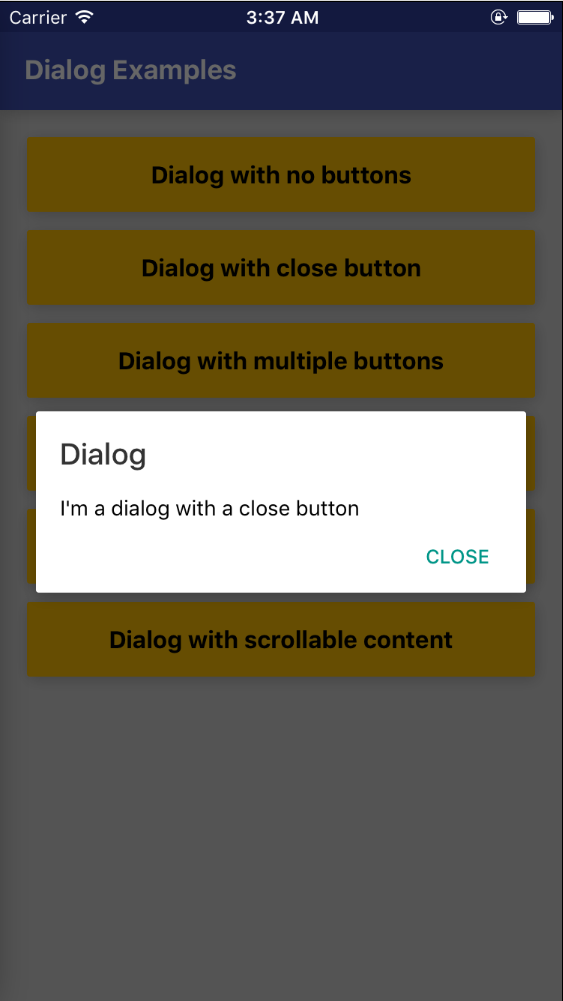 Carrier 3:37 AM
Dialog Examples
Dialog with no buttons
Dialog with close button
Dialog with multiple buttons
Dialog
I'm a dialog with a close button
CLOSE
Dialog with scrollable content